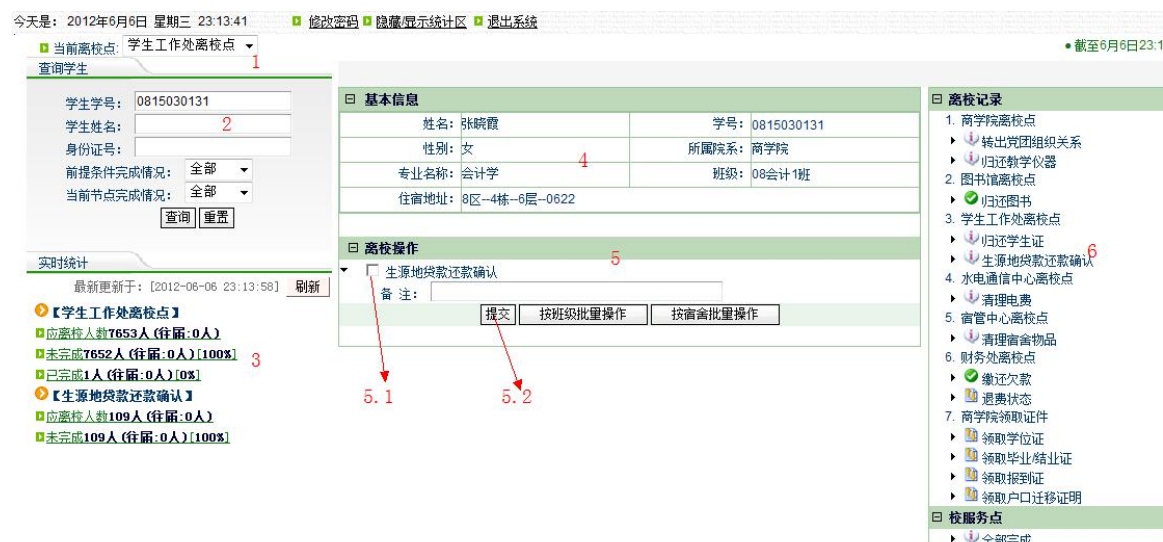 今天是: 2012年6月6日 星期三 23:13:41 修改密码 隐藏/显示统计区 退出系统
当前离校点: 学生工作处离校点 1
截至6月6日23:1
查询学生
学生学号: 0815030131
学生姓名: 2
身份证号:
前提条件完成情况: 全部
当前节点完成情况: 全部
查询 重置
实时统计
最新更新于: [2012-06-06 23:13:58] 刷新
【学生工作处离校点】
应离校人数7653人(往届:0人)
未完成7652人(往届:0人)[100%]
3
已完成1人(往届:0人)[0%]
【生源地贷款还款确认】
应离校人数109人(往届:0人)
未完成109人(往届:0人)[100%]
基本信息
姓名: 张皖霞 学号: 0815030131
性别: 女 4 所属院系: 商学院
专业名称: 会计学 班级: 08会计1班
住宿地址: 8区--4栋--6层--0622
离校操作
5
生源地贷款还款确认
备 注:
提交 按班级批量操作 按宿舍批量操作
5.1 5.2
离校记录
1. 商学院离校点
转出党团组织关系
归还教学仪器
2. 图书馆离校点
归还图书
3. 学生工作处离校点
归还学生证
生源地贷款还款确认 6
4. 水电通信中心离校点
清理电费
5. 宿管中心离校点
清理宿舍物品
6. 财务处离校点
缴还欠款
退费状态
7. 商学院领取证件
领取学位证
领取毕业/结业证
领取报到证
领取户口迁移证明
校服务点
全部完成